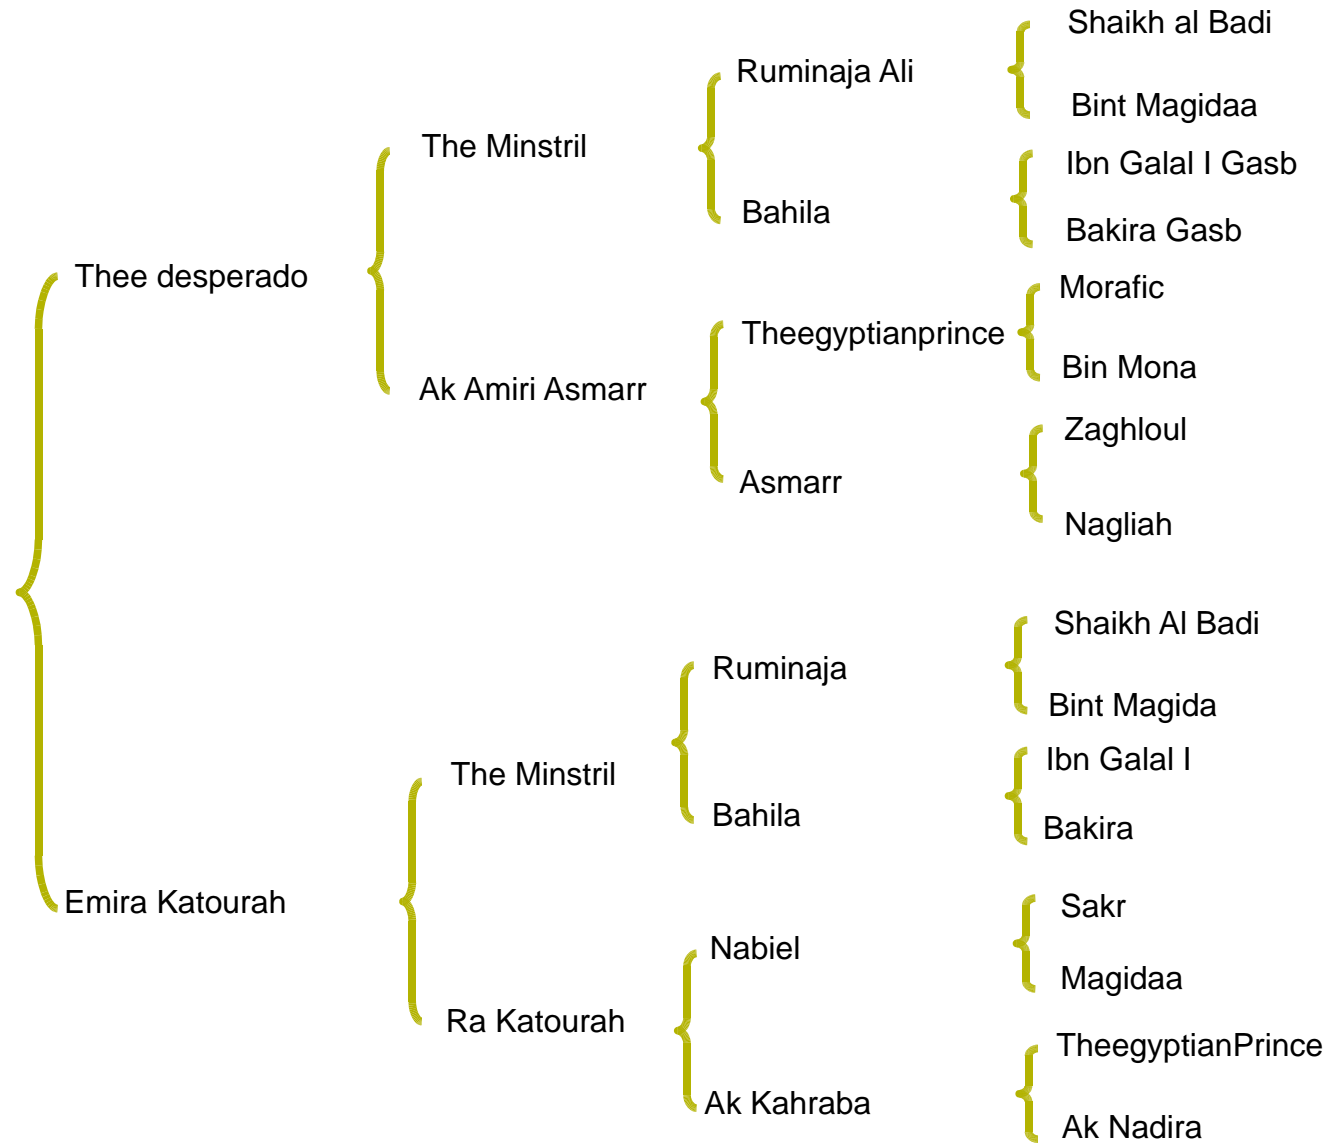 Shaikh al Badi
Ruminaja Ali
Bint Magidaa
The Minstril
Ibn Galal I Gasb
Bahila
Bakira Gasb
Thee desperado
Morafic
Theegyptianprince
Bin Mona
Ak Amiri Asmarr
Zaghloul
Asmarr
Nagliah
Shaikh Al Badi
Ruminaja
Bint Magida
The Minstril
Ibn Galal I
Bahila
Bakira
Emira Katourah
Sakr
Nabiel
Magidaa
Ra Katourah
TheegyptianPrince
Ak Kahraba
Ak Nadira